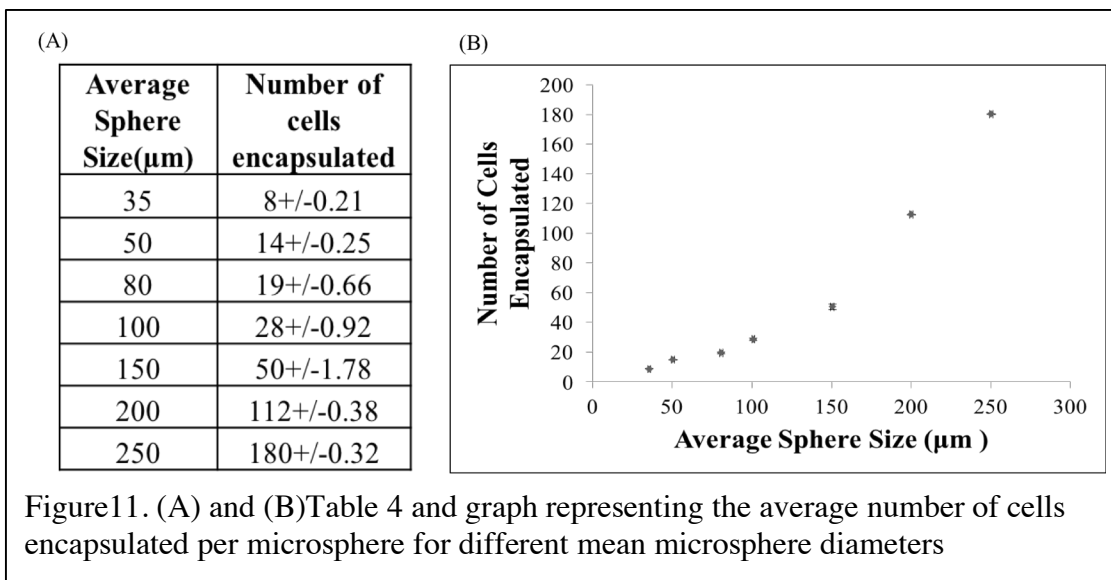 (A)
Average Sphere Size(μm) Number of cells encapsulated
35 8+/-0.21
50 14+/-0.25
80 19+/-0.66
100 28+/-0.92
150 50+/-1.78
200 112+/-0.38
250 180+/-0.32
(B)
Number of Cells
Encapsulated
200
180
160
140
120
100
80
60
40
20
0
0 50 100 150 200 250 300
Average Sphere Size (μm )
Figure11. (A) and (B)Table 4 and graph representing the average number of cells
encapsulated per microsphere for different mean microsphere diameters